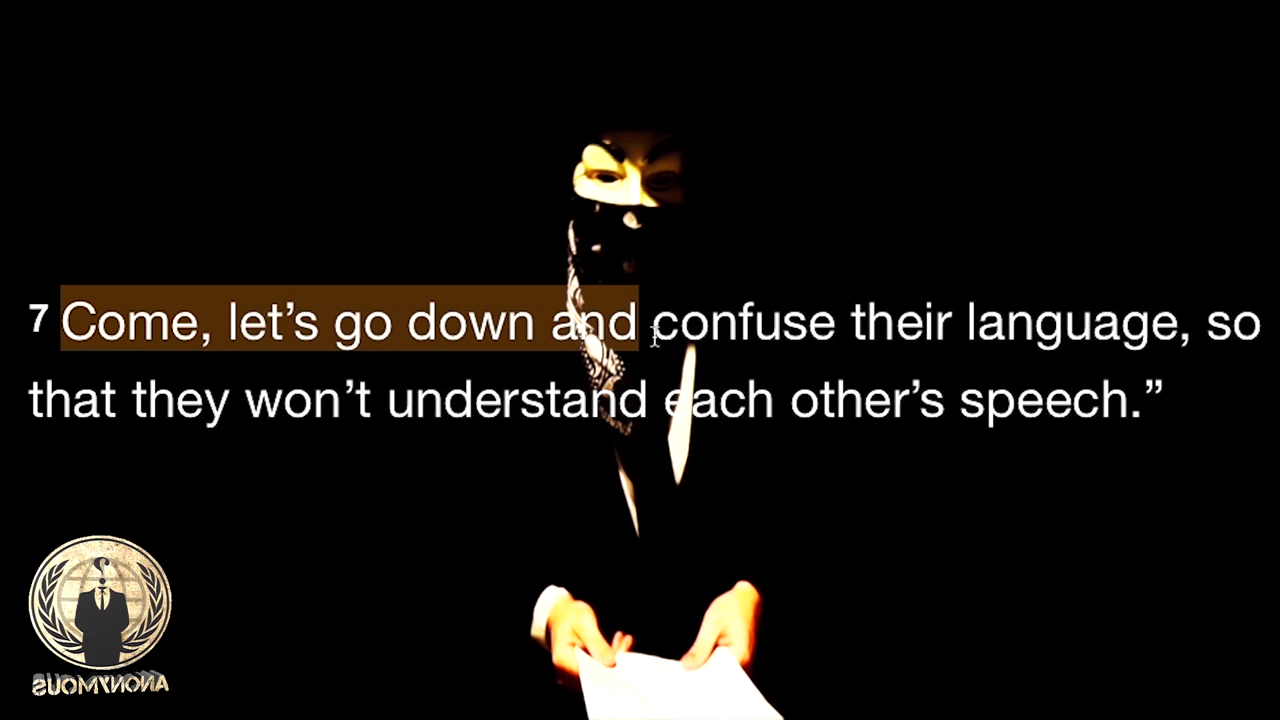 7 Come, let’s go down and confuse their language, so
that they won’t understand each other’s speech.”
ANONYMOUS